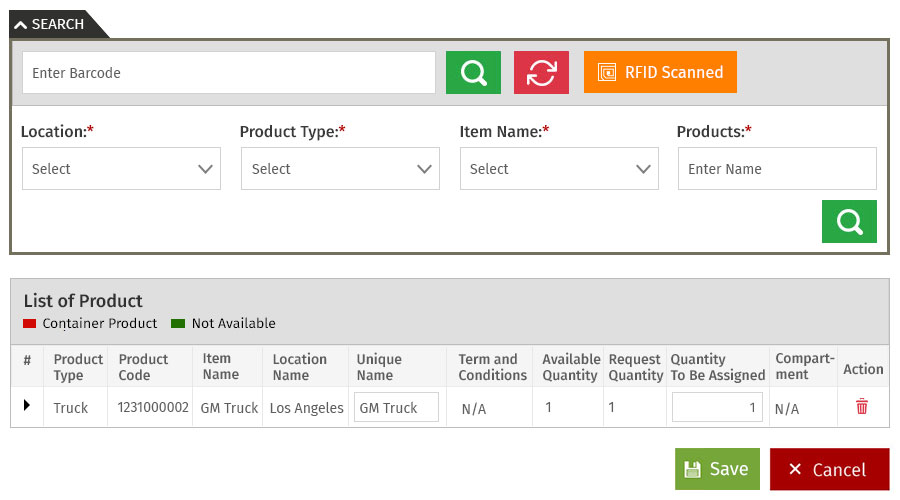 SEARCH
Enter Barcode
RFID Scanned
Location:* Product Type:* Item Name:* Products:*
Select Select Select Enter Name
List of Product
Container Product Not Available
# Product Type Product Code Item Name Location Name Unique Name Term and Conditions Available Quantity Request Quantity Quantity To Be Assigned Compart-ment Action
Truck 1231000002 GM Truck Los Angeles GM Truck N/A 1 1 1 N/A
Save × Cancel